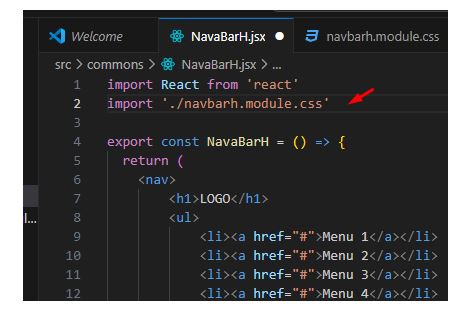 Welcome NavaBarH.jsx navbarh.module.css
src > commons > NavaBarH.jsx > ...
1 import React from 'react'
2 import './navbarh.module.css'
3
4 export const NavaBarH = () => {
5 return (
6 <nav>
7 <h1>LOGO</h1>
8 <ul>
l... 9 <li><a href="#">Menu 1</a></li>
10 <li><a href="#">Menu 2</a></li>
11 <li><a href="#">Menu 3</a></li>
12 <li><a href="#">Menu 4</a></li>